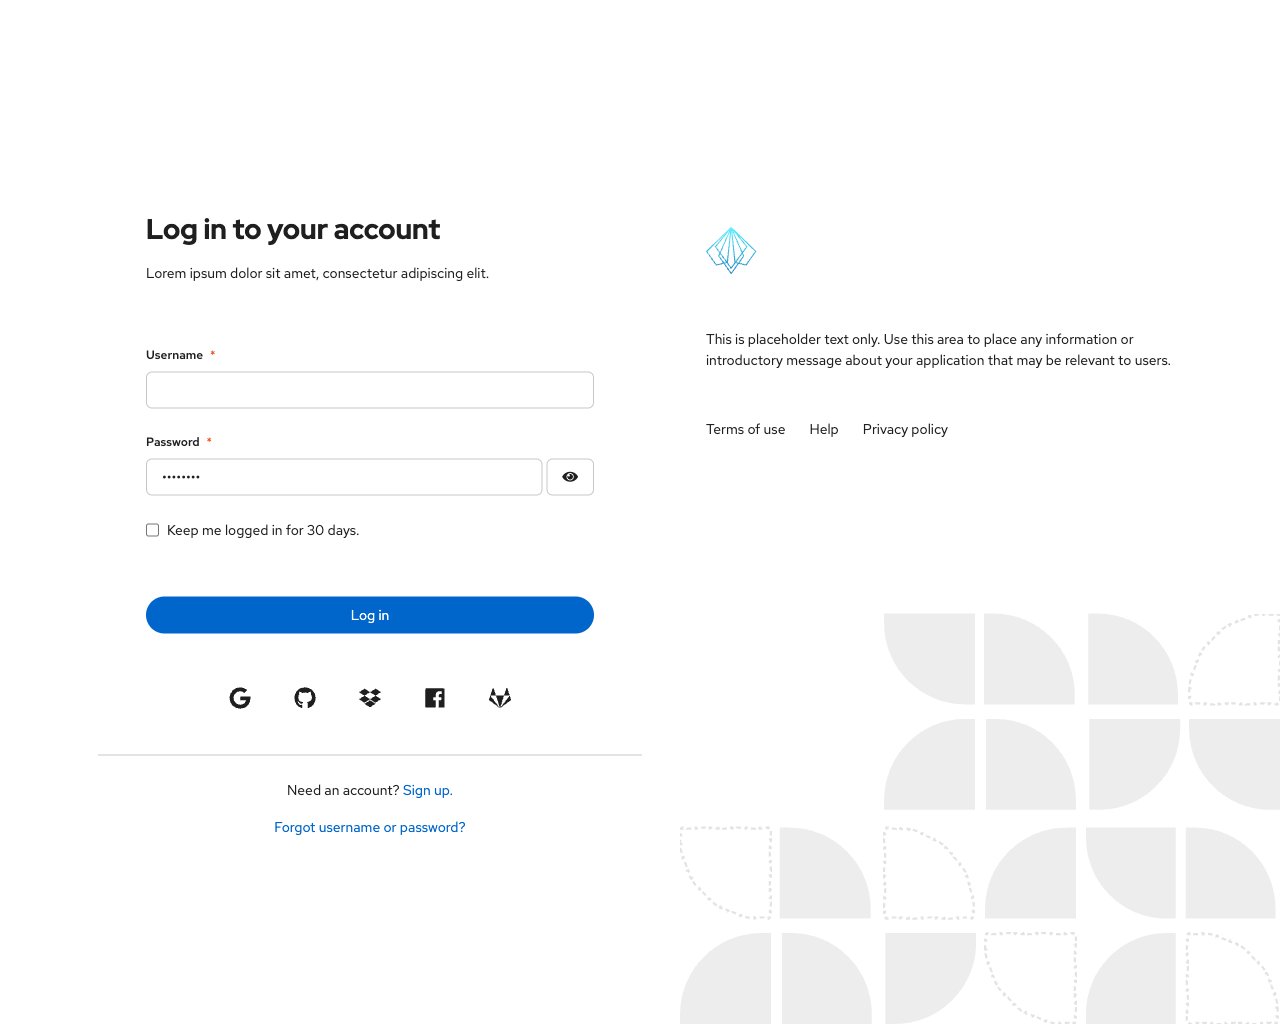 Log in to your account
Lorem ipsum dolor sit amet, consectetur adipiscing elit.
Username *
Password *
••••••••
Keep me logged in for 30 days.
Log in
Need an account? Sign up.
Forgot username or password?
This is placeholder text only. Use this area to place any information or
introductory message about your application that may be relevant to users.
Terms of use Help Privacy policy